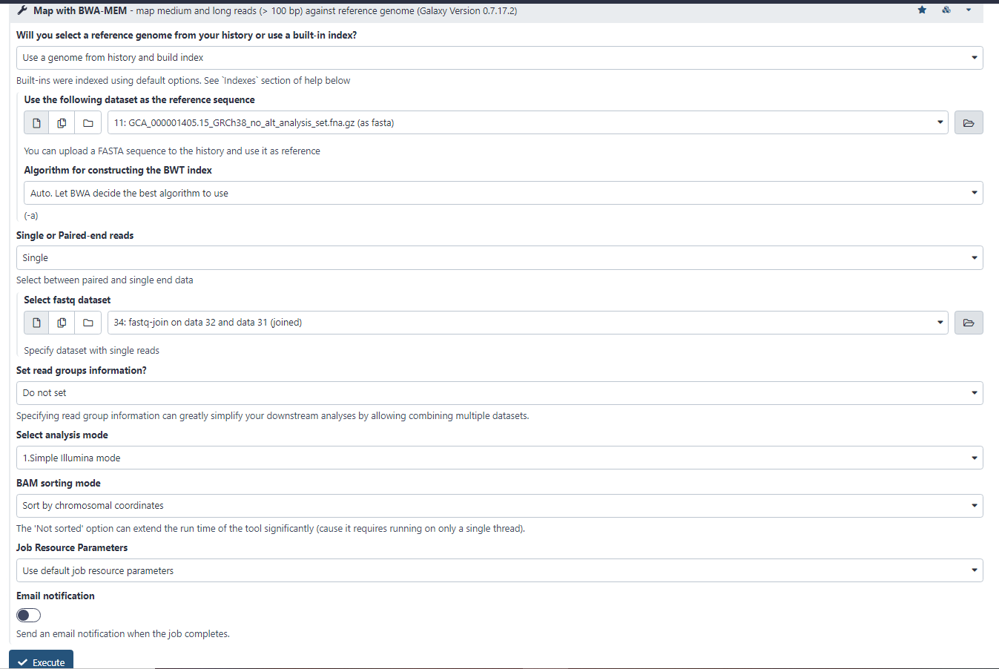 Map with BWA-MEM - map medium and long reads (> 100 bp) against reference genome (Galaxy Version 0.7.17.2)
Will you select a reference genome from your history or use a built-in index?
Use a genome from history and build index
Built-ins were indexed using default options. See `Indexes` section of help below
Use the following dataset as the reference sequence
11: GCA_000001405.15_GRCh38_no_alt_analysis_set.fna.gz (as fasta)
You can upload a FASTA sequence to the history and use it as reference
Algorithm for constructing the BWT index
Auto. Let BWA decide the best algorithm to use
(-a)
Single or Paired-end reads
Single
Select between paired and single end data
Select fastq dataset
34: fastq-join on data 32 and data 31 (joined)
Specify dataset with single reads
Set read groups information?
Do not set
Specifying read group information can greatly simplify your downstream analyses by allowing combining multiple datasets.
Select analysis mode
1.Simple Illumina mode
BAM sorting mode
Sort by chromosomal coordinates
The 'Not sorted' option can extend the run time of the tool significantly (cause it requires running on only a single thread).
Job Resource Parameters
Use default job resource parameters
Email notification
Send an email notification when the job completes.
Execute